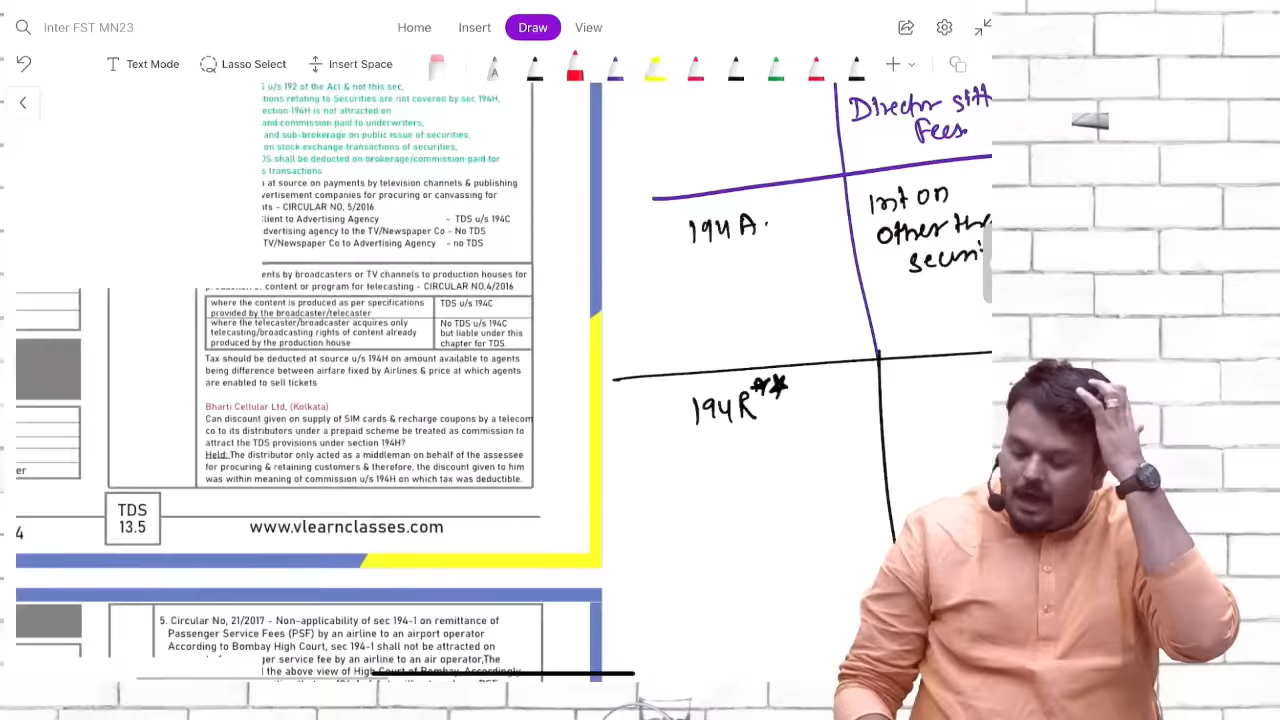 Inter FST MN23
Home
Insert
Draw
View
Text Mode
Lasso Select
Insert Space
u/s 192 of the Act & not this sec,
tions relating to Securities are not covered by sec 194H,
ection 194H is not attracted on
and commission paid to underwriters,
and sub-brokerage on public issue of securities,
on stock exchange transactions of securities,
DS shall be deducted on brokerage/commission paid for
s transactions
at source on payments by television channels & publishing
vertisement companies for procuring or canvassing for
nts - CIRCULAR NO, 5/2016
Client to Advertising Agency - TDS u/s 194C
dvertising agency to the TV/Newspaper Co - No TDS
TV/Newspaper Co to Advertising Agency - no TDS
ents by broadcasters or TV channels to production houses for
content or program for telecasting - CIRCULAR NO,4/2016
where the content is produced as per specifications
provided by the broadcaster/telecaster
TDS u/s 194C
where the telecaster/broadcaster acquires only
telecasting/broadcasting rights of content already
produced by the production house
No TDS u/s 194C
but liable under this
chapter for TDS.
Tax should be deducted at source u/s 194H on amount available to agents
being difference between airfare fixed by Airlines & price at which agents
are enabled to sell tickets
Bharti Cellular Ltd, (Kolkata)
Can discount given on supply of SIM cards & recharge coupons by a telecom
co to its distributors under a prepaid scheme be treated as commission to
attract the TDS provisions under section 194H?
Held: The distributor only acted as a middleman on behalf of the assessee
for procuring & retaining customers & therefore, the discount given to him
was within meaning of commission u/s 194H on which tax was deductible.
er
4
TDS
13.5
www.vlearnclasses.com
5. Circular No, 21/2017 - Non-applicability of sec 194-1 on remittance of
Passenger Service Fees (PSF) by an airline to an airport operator
According to Bombay High Court, sec 194-1 shall not be attracted on
ger service fee by an airline to an air operator,The
the above view of High Court of Bombay, Accordingly
Director sitt
Fees
194A.
Int on
other tha
securi
194R**